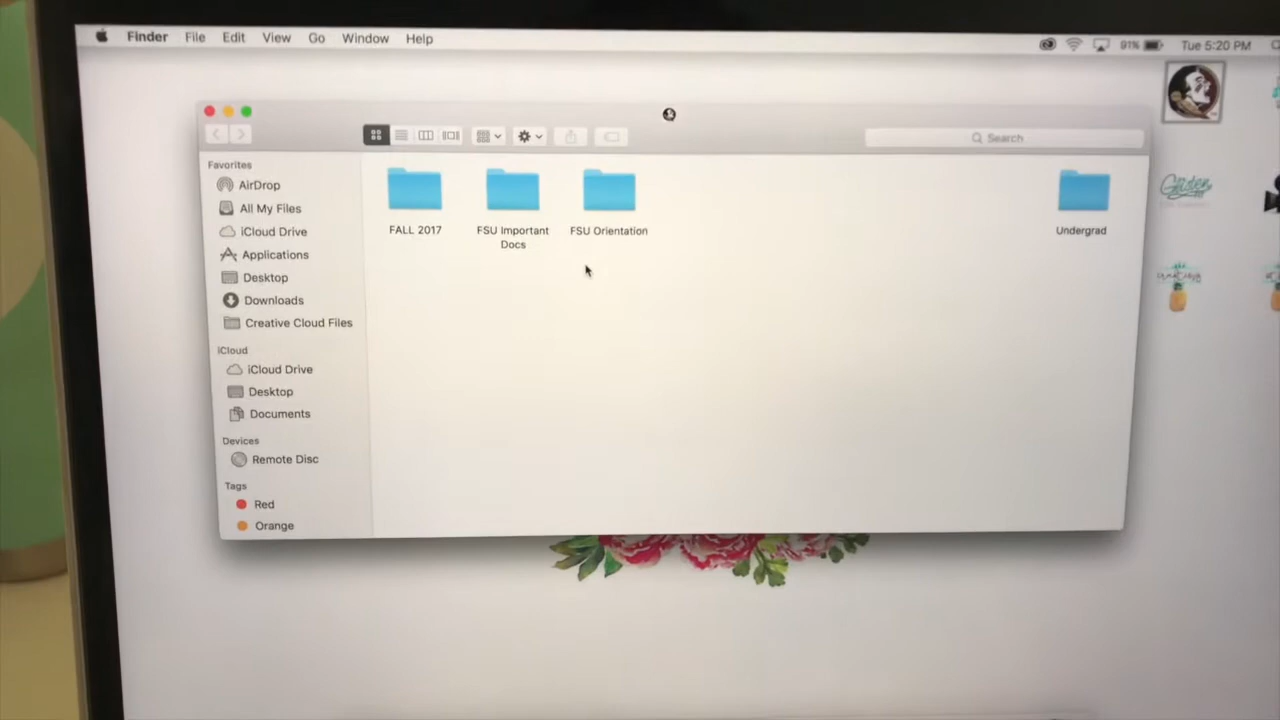 Finder File Edit View Go Window Help 91% Tue 5:20 PM
Search
Favorites
AirDrop
All My Files
iCloud Drive
Applications
Desktop
Downloads
Creative Cloud Files
iCloud
iCloud Drive
Desktop
Documents
Devices
Remote Disc
Tags
Red
Orange
FALL 2017
FSU Important
Docs
FSU Orientation
Undergrad